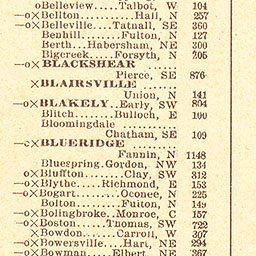 oBelleview.....Talbot, W 104
—o×Bellton........Hall, N 257
—o×Belleville....Tatnall, SE 360
Benhill.......Fulton, N 127
Berth..Habersham, NE 300
Bigcreek....Forsyth, N 205
—o×BLACKSHEAR ......
Pierce, SE 876
×BLAIRSVILLE .......
Union, N 141
—o×BLAKELY..Early, SW 804
Blitch.......Bulloch, E 100
Bloomingdale ........
Chatham, SE 109
—c×BLUERIDGE ......
Fannin, N 1148
Bluespring.Gordon, NW 134
—o×Bluffton......Clay, SW 312
—o×Blythe....Richmond, E 153
—o×Bogart.......Oconee, N 225
Bolton.......Fulton, N 149
—o×Bolingbroke..Monroe, C 157
—o×Boston......Thomas, SW 722
Bowdon......Carroll, W 307
—o×Bowersville...Hart, NE 294
—o×Bowman......Elbert, NE 367